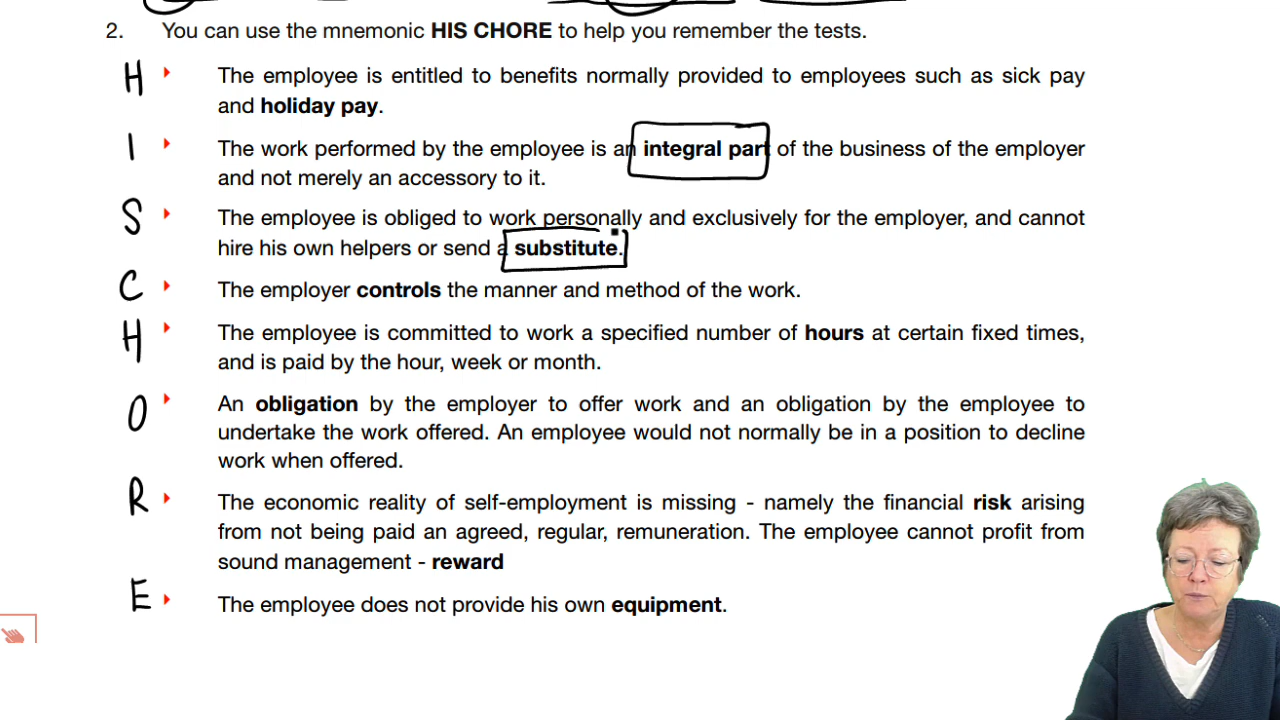 2. You can use the mnemonic HIS CHORE to help you remember the tests.
H The employee is entitled to benefits normally provided to employees such as sick pay
and holiday pay.
I The work performed by the employee is an integral part of the business of the employer
and not merely an accessory to it.
S The employee is obliged to work personally and exclusively for the employer, and cannot
hire his own helpers or send a substitute.
C The employer controls the manner and method of the work.
H The employee is committed to work a specified number of hours at certain fixed times,
and is paid by the hour, week or month.
O An obligation by the employer to offer work and an obligation by the employee to
undertake the work offered. An employee would not normally be in a position to decline
work when offered.
R The economic reality of self-employment is missing - namely the financial risk arising
from not being paid an agreed, regular, remuneration. The employee cannot profit from
sound management - reward
E The employee does not provide his own equipment.